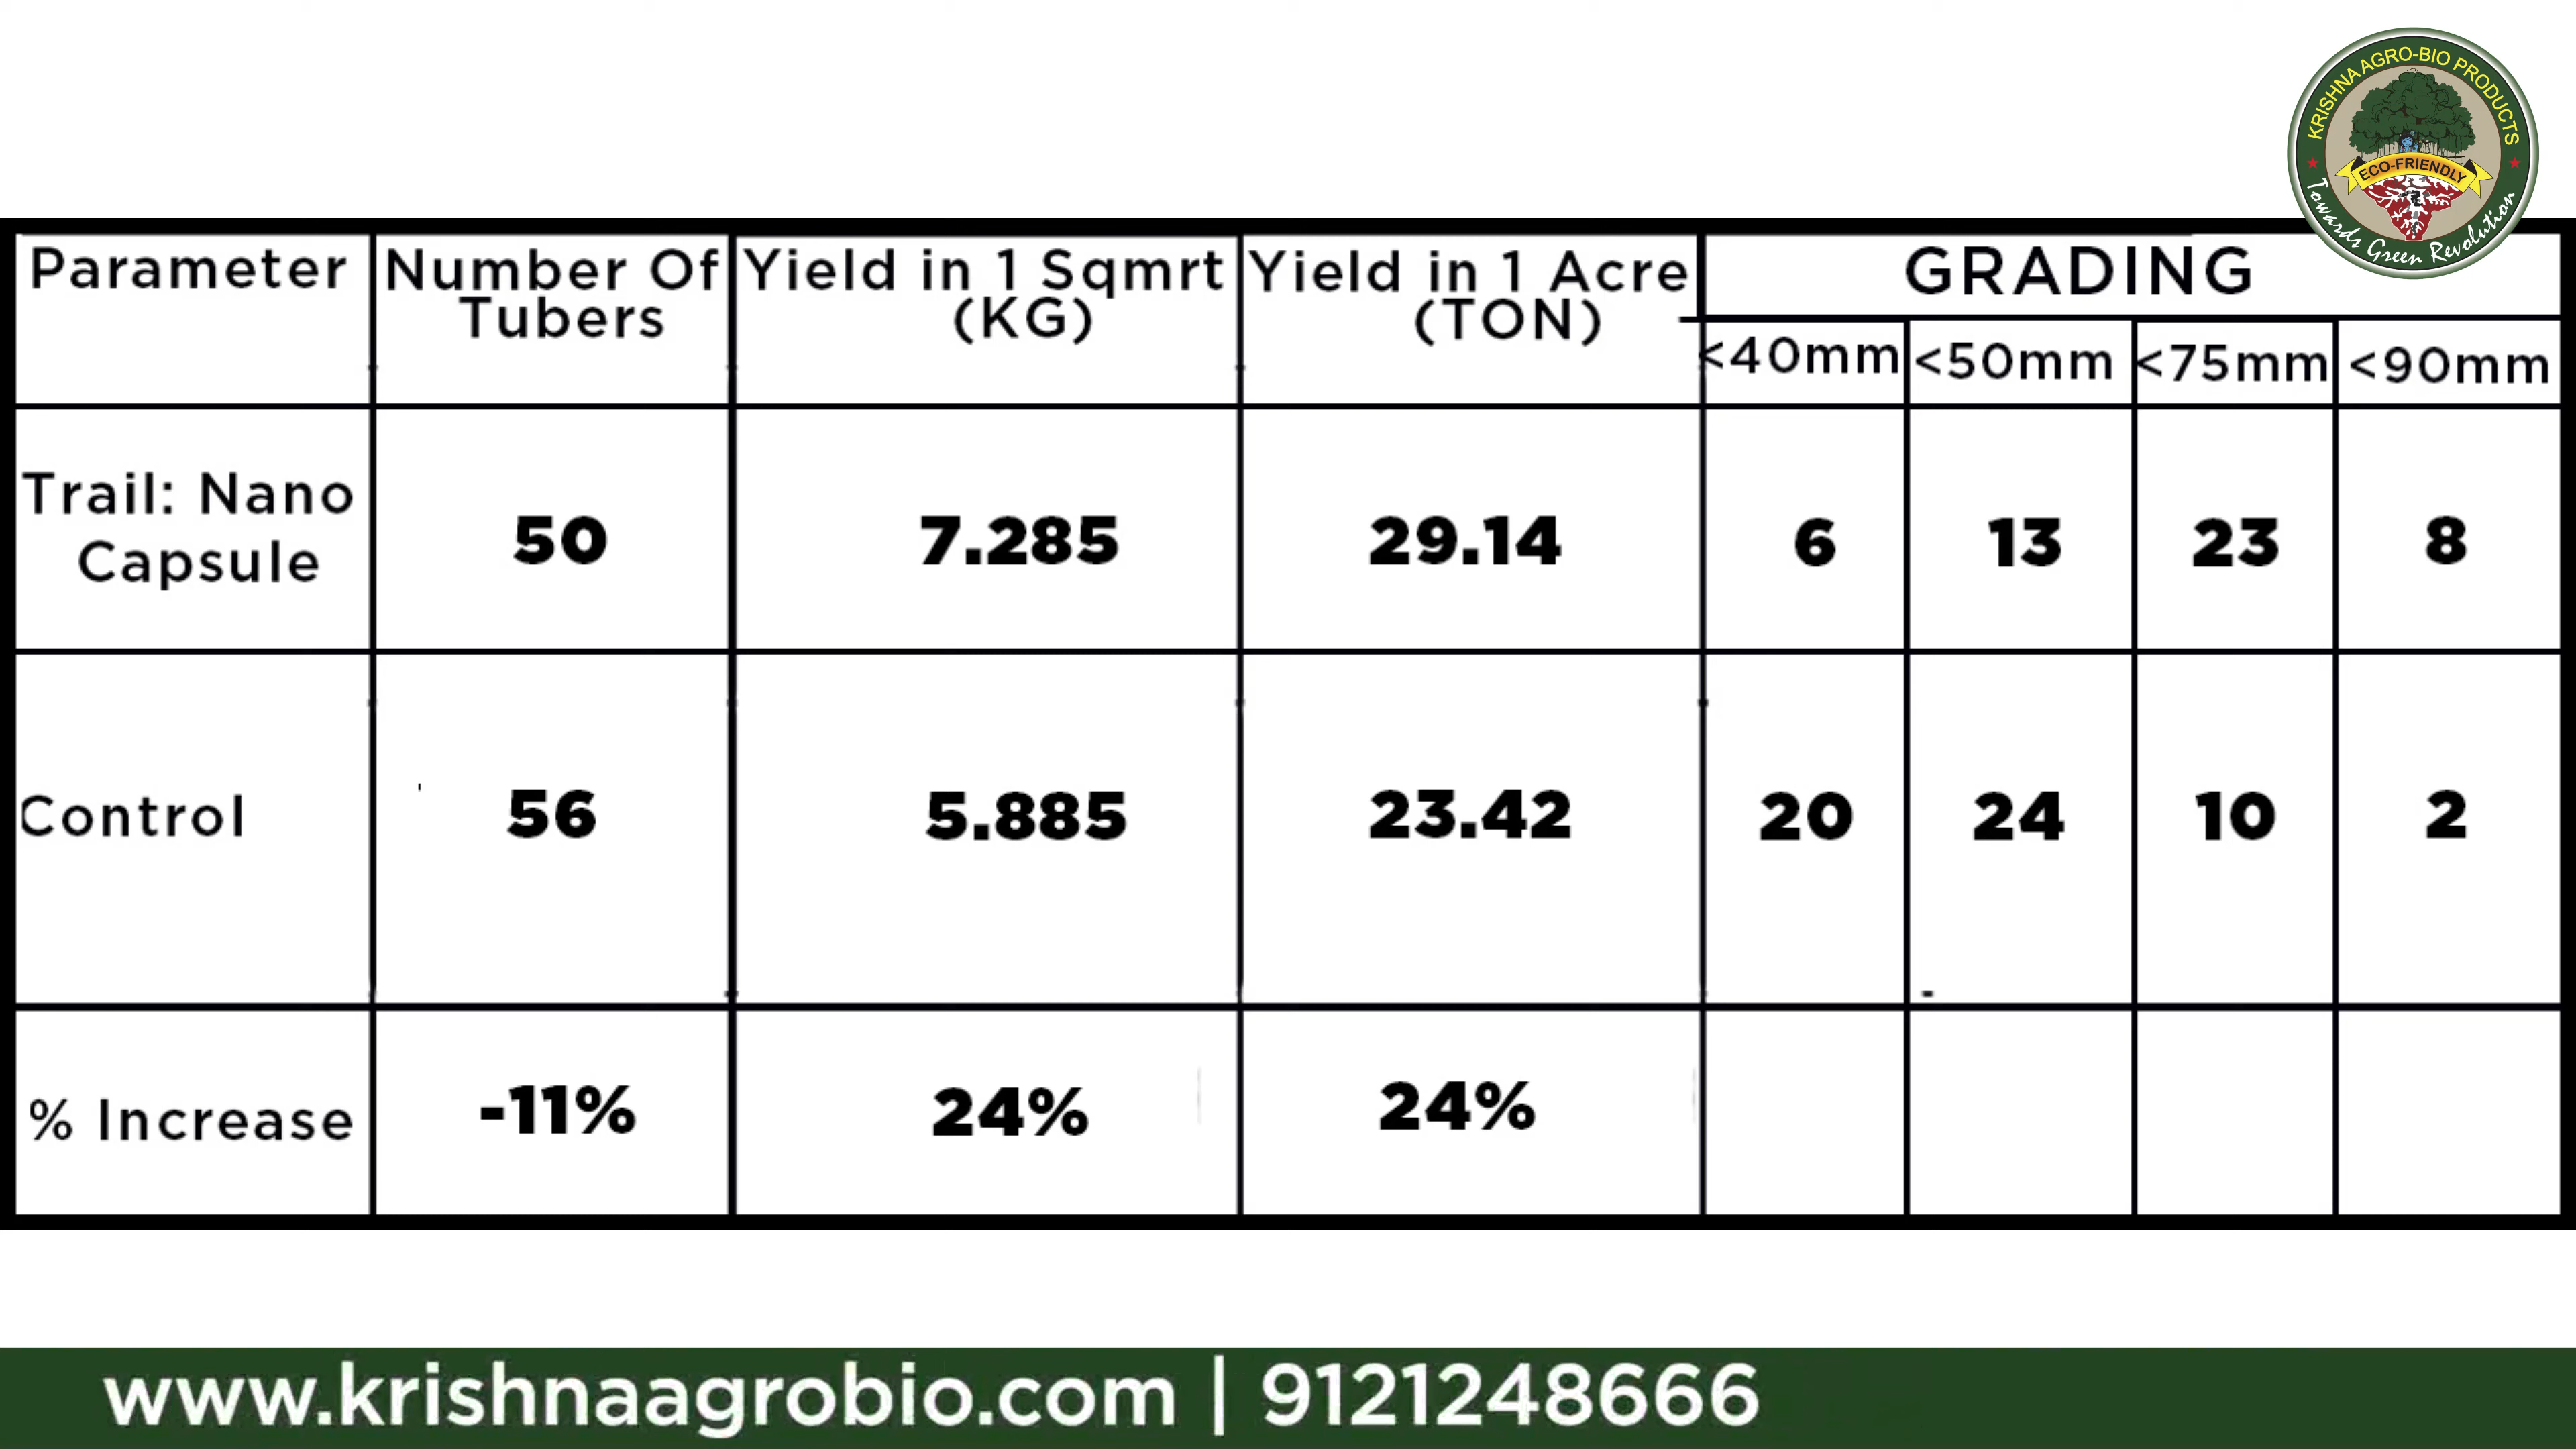 KRISHNA AGRO-BIO PRODUCTS
ECO-FRIENDLY
Towards Green Revolution
Parameter
Number Of
Tubers
Yield in 1 Sqmrt
(KG)
Yield in 1 Acre
(TON)
GRADING
<40mm
<50mm
<75mm
<90mm
Trail: Nano
Capsule
50
7.285
29.14
6
13
23
8
Control
56
5.885
23.42
20
24
10
2
% Increase
-11%
24%
24%
www.krishnaagrobio.com | 9121248666